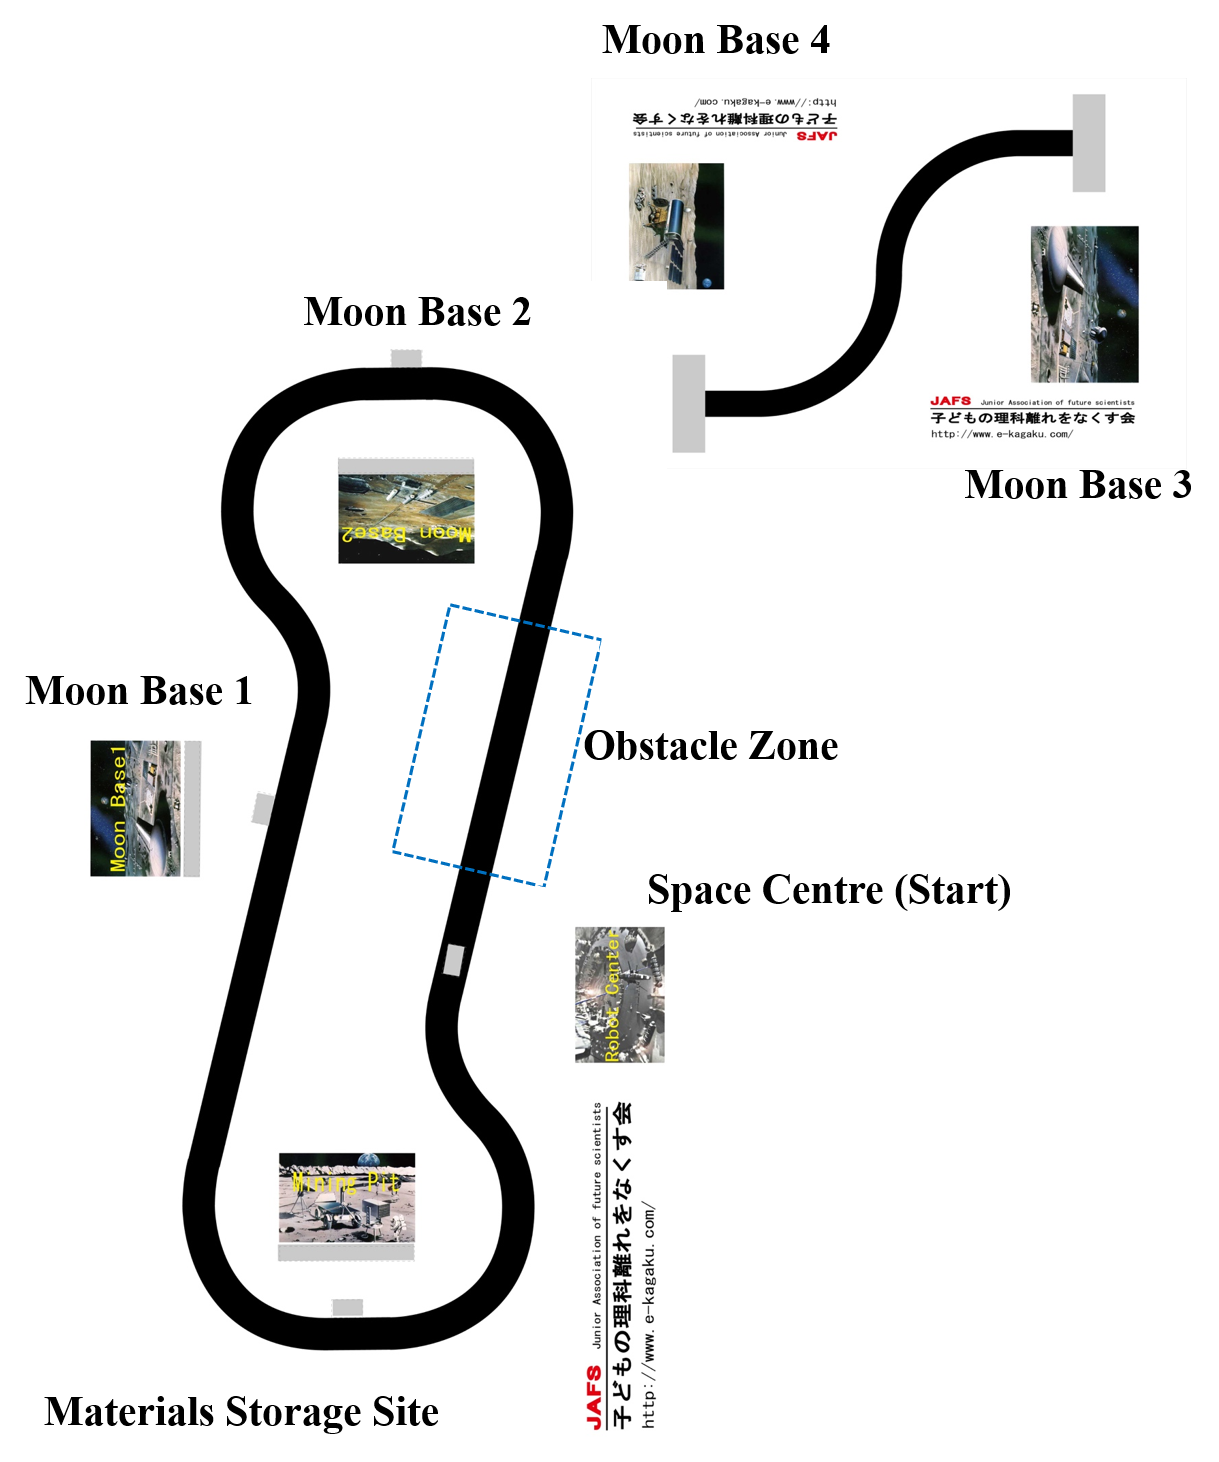 Moon Base 4
http://www.e-kagaku.com/
子どもの理科離れをなくす会
JAFS Junior Association of future scientists
Moon Base 2
JAFS Junior Association of future scientists
子どもの理科離れをなくす会
http://www.e-kagaku.com/
Moon Base 3
Moon Base2
Moon Base 1
Moon Base1
Obstacle Zone
Space Centre (Start)
Robot Center
Mining Pit
JAFS Junior Association of future scientists
子どもの理科離れをなくす会
http://www.e-kagaku.com/
Materials Storage Site